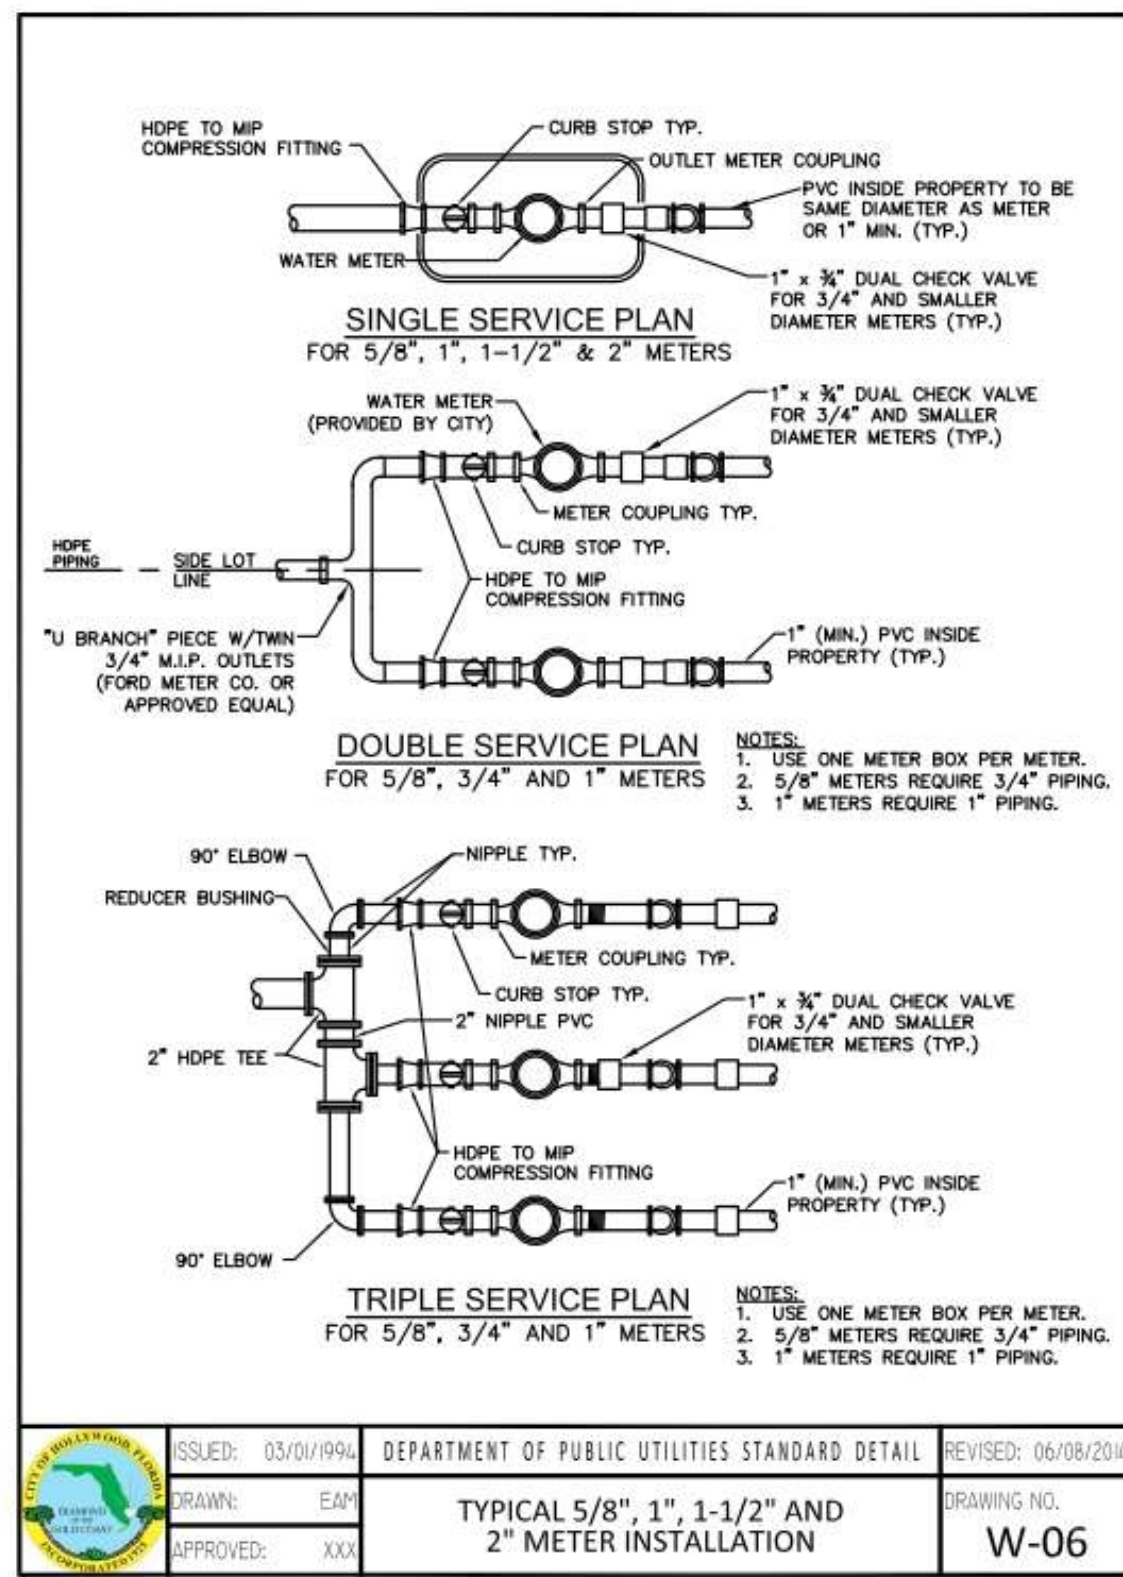 HDPE TO MIP
COMPRESSION FITTING
CURB STOP TYP.
OUTLET METER COUPLING
PVC INSIDE PROPERTY TO BE
SAME DIAMETER AS METER
OR 1" MIN. (TYP.)
WATER METER
1" x ¾" DUAL CHECK VALVE
FOR 3/4" AND SMALLER
DIAMETER METERS (TYP.)
SINGLE SERVICE PLAN
FOR 5/8", 1", 1-1/2" & 2" METERS
WATER METER
(PROVIDED BY CITY)
1" x ¾" DUAL CHECK VALVE
FOR 3/4" AND SMALLER
DIAMETER METERS (TYP.)
METER COUPLING TYP.
CURB STOP TYP.
HDPE
PIPING
SIDE LOT
LINE
HDPE TO MIP
COMPRESSION FITTING
"U BRANCH" PIECE W/TWIN
3/4" M.I.P. OUTLETS
(FORD METER CO. OR
APPROVED EQUAL)
1" (MIN.) PVC INSIDE
PROPERTY (TYP.)
DOUBLE SERVICE PLAN
FOR 5/8", 3/4" AND 1" METERS
NOTES:
1. USE ONE METER BOX PER METER.
2. 5/8" METERS REQUIRE 3/4" PIPING.
3. 1" METERS REQUIRE 1" PIPING.
90° ELBOW
NIPPLE TYP.
REDUCER BUSHING
METER COUPLING TYP.
CURB STOP TYP.
2" NIPPLE PVC
2" HDPE TEE
1" x ¾" DUAL CHECK VALVE
FOR 3/4" AND SMALLER
DIAMETER METERS (TYP.)
HDPE TO MIP
COMPRESSION FITTING
1" (MIN.) PVC INSIDE
PROPERTY (TYP.)
90° ELBOW
TRIPLE SERVICE PLAN
FOR 5/8", 3/4" AND 1" METERS
NOTES:
1. USE ONE METER BOX PER METER.
2. 5/8" METERS REQUIRE 3/4" PIPING.
3. 1" METERS REQUIRE 1" PIPING.
CITY OF HOLLYWOOD, FLORIDA
DIAMOND
OF THE
GOLD COAST
INCORPORATED 1925
ISSUED: 03/01/1994
DRAWN: EAM
APPROVED: XXX
DEPARTMENT OF PUBLIC UTILITIES STANDARD DETAIL
TYPICAL 5/8", 1", 1-1/2" AND
2" METER INSTALLATION
REVISED:
DRAWING NO.
W-06